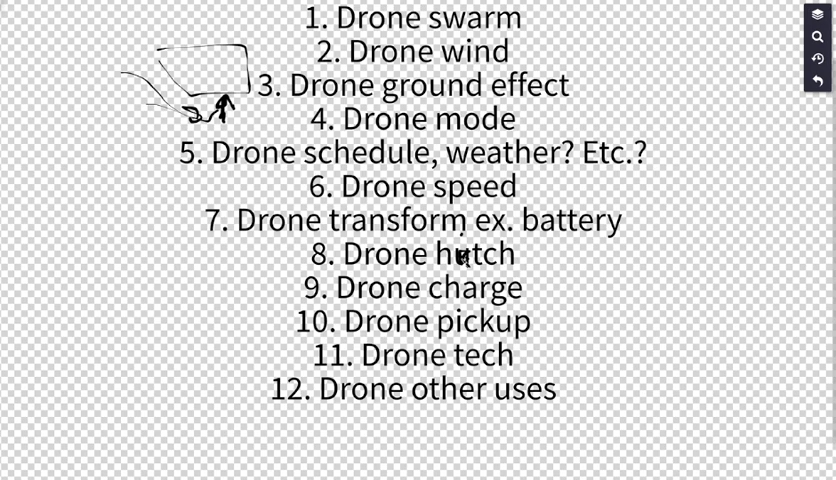 1. Drone swarm
2. Drone wind
3. Drone ground effect
4. Drone mode
5. Drone schedule, weather? Etc.?
6. Drone speed
7. Drone transform ex. battery
8. Drone
9. Drone charge
10. Drone pickup
11. Drone tech
12. Drone other uses